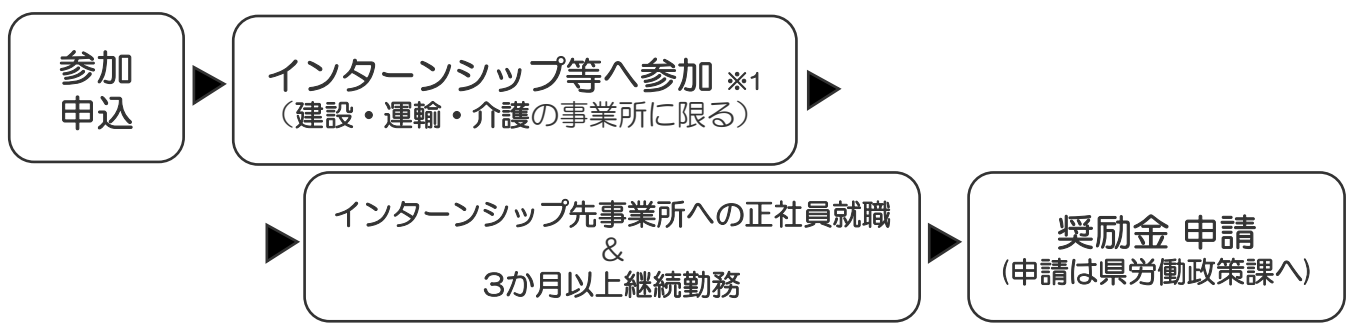 参加
申込
インターンシップ等へ参加 ※1
（建設・運輸・介護の事業所に限る）
インターンシップ先事業所への正社員就職
&
3か月以上継続勤務
奨励金 申請
(申請は県労働政策課へ)